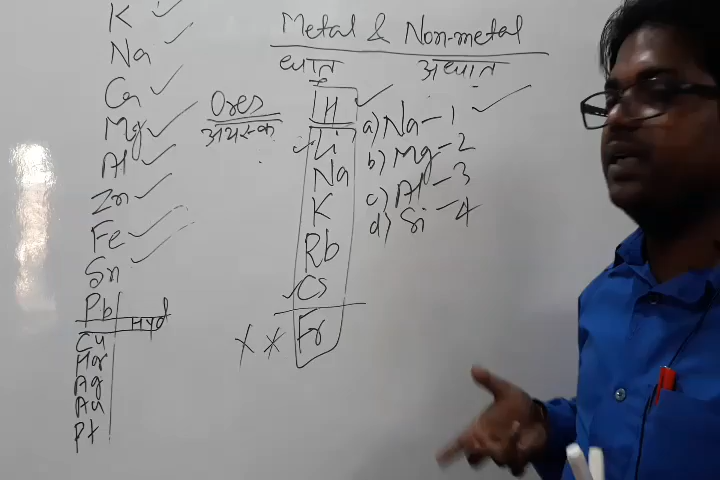 K
Na
Ca
Mg
Al
Zn
Fe
Sn
Pb
Hyd
Cu
Hg
Ag
Au
Pt
Metal & Non-metal
धातु अधातु
Ores
अयस्क
H
Li
Na
K
Rb
Cs
Fr
a) Na-1
b) Mg-2
c) Al-3
d) Si-4